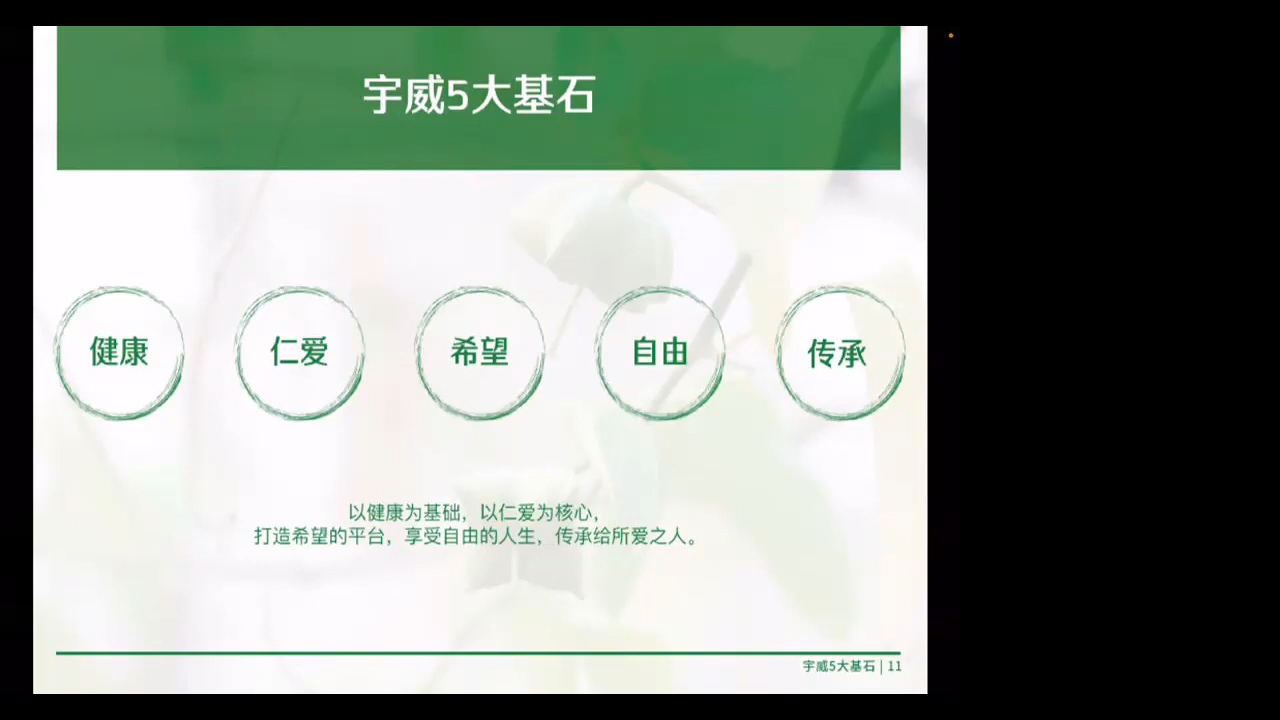 宇威5大基石
健康 仁爱 希望 自由 传承
以健康为基础，以仁爱为核心，
打造希望的平台，享受自由的人生，传承给所爱之人。
宇威5大基石 | 11